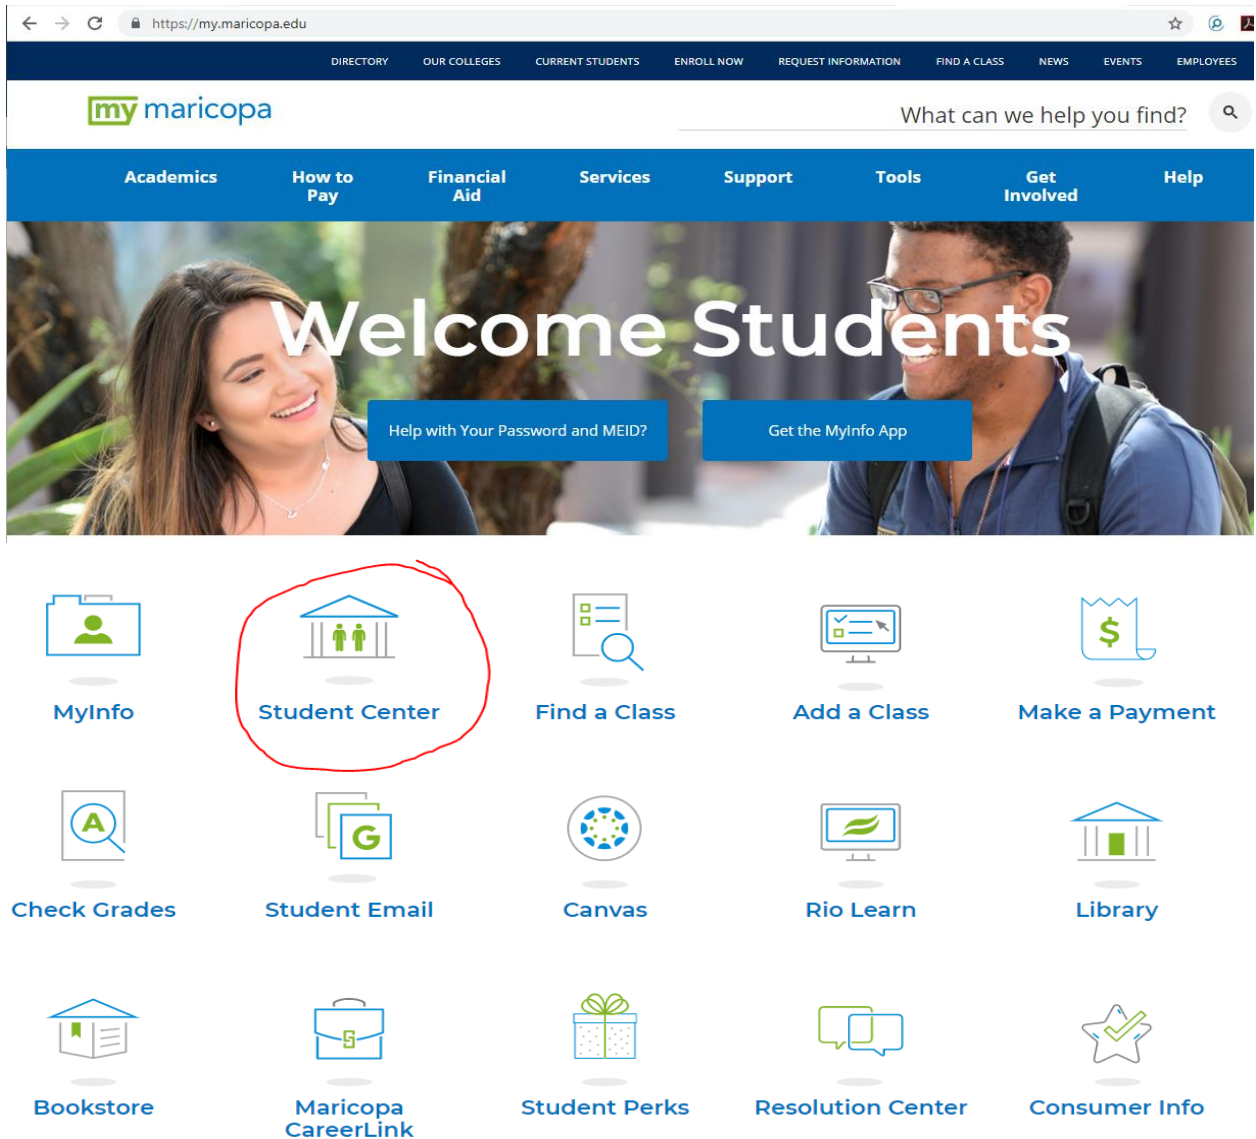 https://my.maricopa.edu
DIRECTORY OUR COLLEGES CURRENT STUDENTS ENROLL NOW REQUEST INFORMATION FIND A CLASS NEWS EVENTS EMPLOYEES
my maricopa
What can we help you find?
Academics How to Pay Financial Aid Services Support Tools Get Involved Help
Welcome Students
Help with Your Password and MEID? Get the MyInfo App
MyInfo Student Center Find a Class Add a Class Make a Payment
A G
Check Grades Student Email Canvas Rio Learn Library
Bookstore Maricopa CareerLink Student Perks Resolution Center Consumer Info